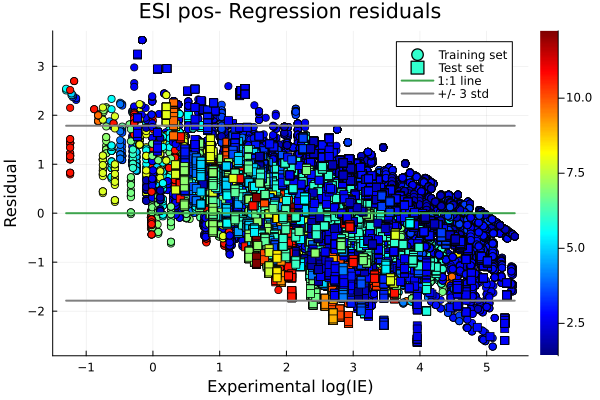 ESI pos- Regression residuals
Training set
Test set
1:1 line
+/- 3 std
3
2
1
0
−1
−2
Residual
−1
0
1
2
3
4
5
Experimental log(IE)
10.0
7.5
5.0
2.5